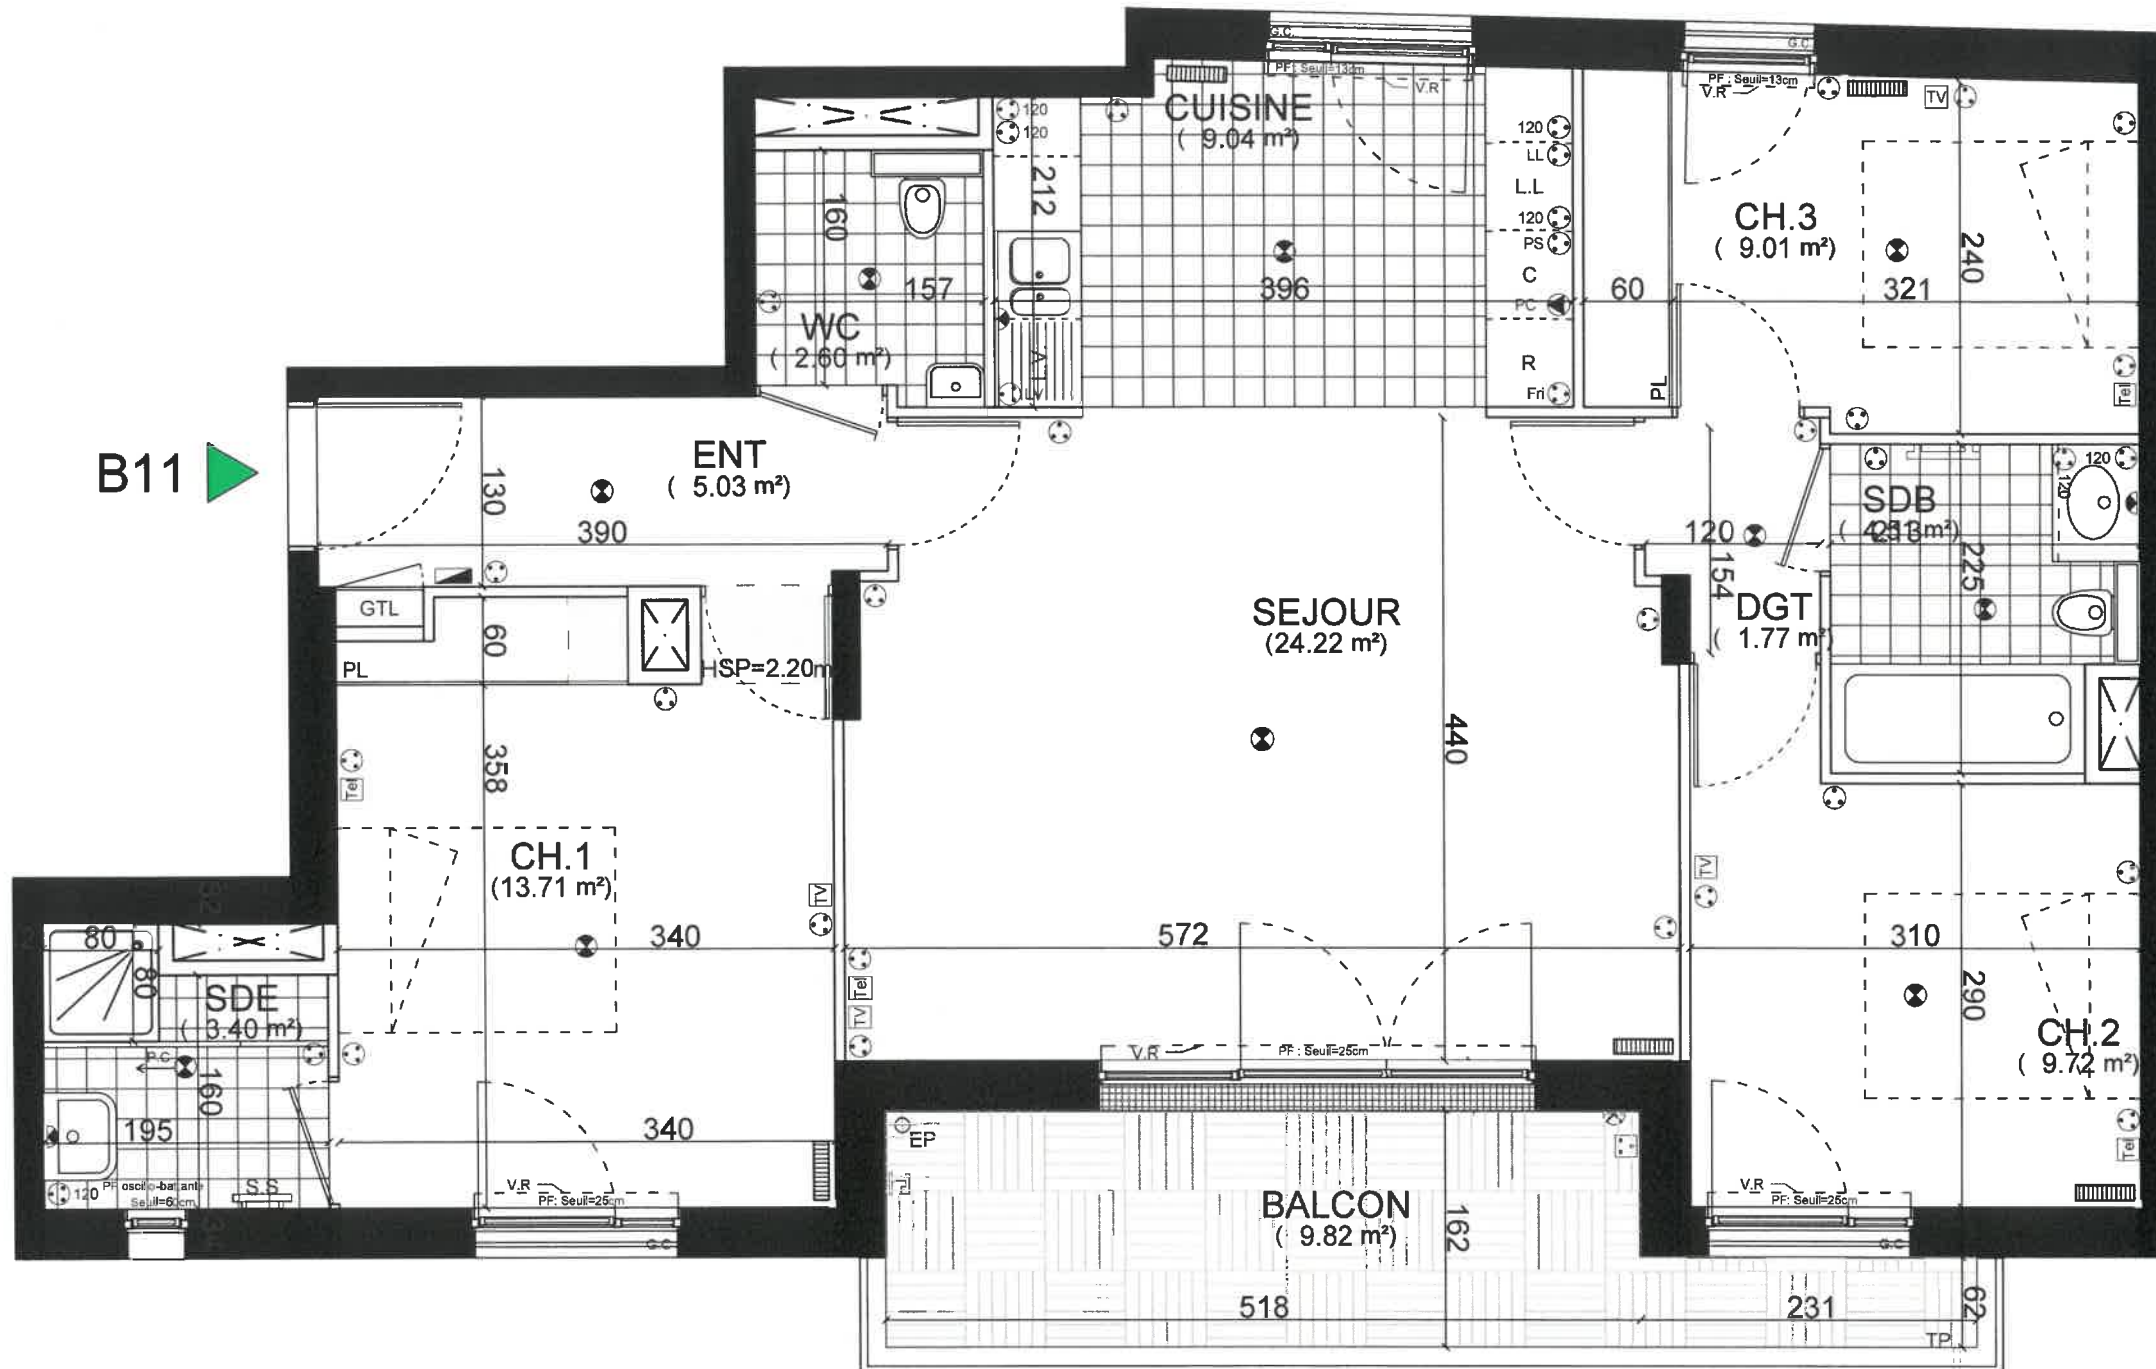 G.C.
G.C
PF : Seuil=13cm
V.R
PF : Seuil=13cm
V.R
TV
120
120
CUISINE
( 9.04 m²)
120
LL
L.L
120
PS
C
PC
R
Fri
212
160
157
396
60
321
240
CH.3
( 9.01 m²)
WC
( 2.60 m²)
PL
Tel
B11
ENT
( 5.03 m²)
130
390
120
120
SDB
225
120
154
DGT
( 1.77 m²
GTL
60
PL
HSP=2.20m
SEJOUR
(24.22 m²)
358
440
Tel
CH.1
(13.71 m²)
TV
TV
80
340
572
310
80
SDE
( 3.40 m²)
Tel
TV
290
CH.2
( 9.72 m²)
P.C
160
V.R
PF : Seuil=25cm
195
340
EP
Tel
120
PF oscillo-battante
Seuil=60cm
S.S
V.R
PF: Seuil=25cm
G.C
BALCON
( 9.82 m²)
162
V.R
PF: Seuil=25cm
G.C
518
231
62
TP